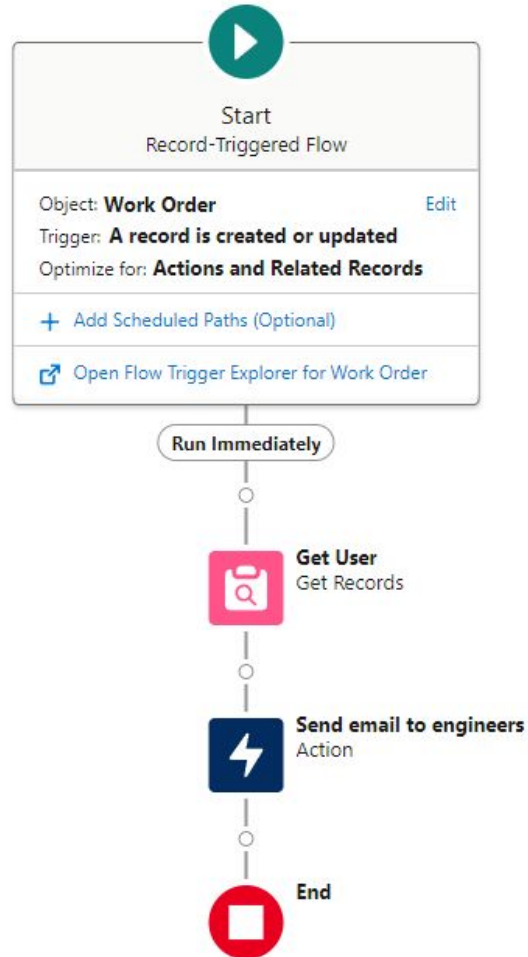 Start
Record-Triggered Flow
Object: Work Order Edit
Trigger: A record is created or updated
Optimize for: Actions and Related Records
+ Add Scheduled Paths (Optional)
Open Flow Trigger Explorer for Work Order
Run Immediately
Get User
Get Records
Send email to engineers
Action
End